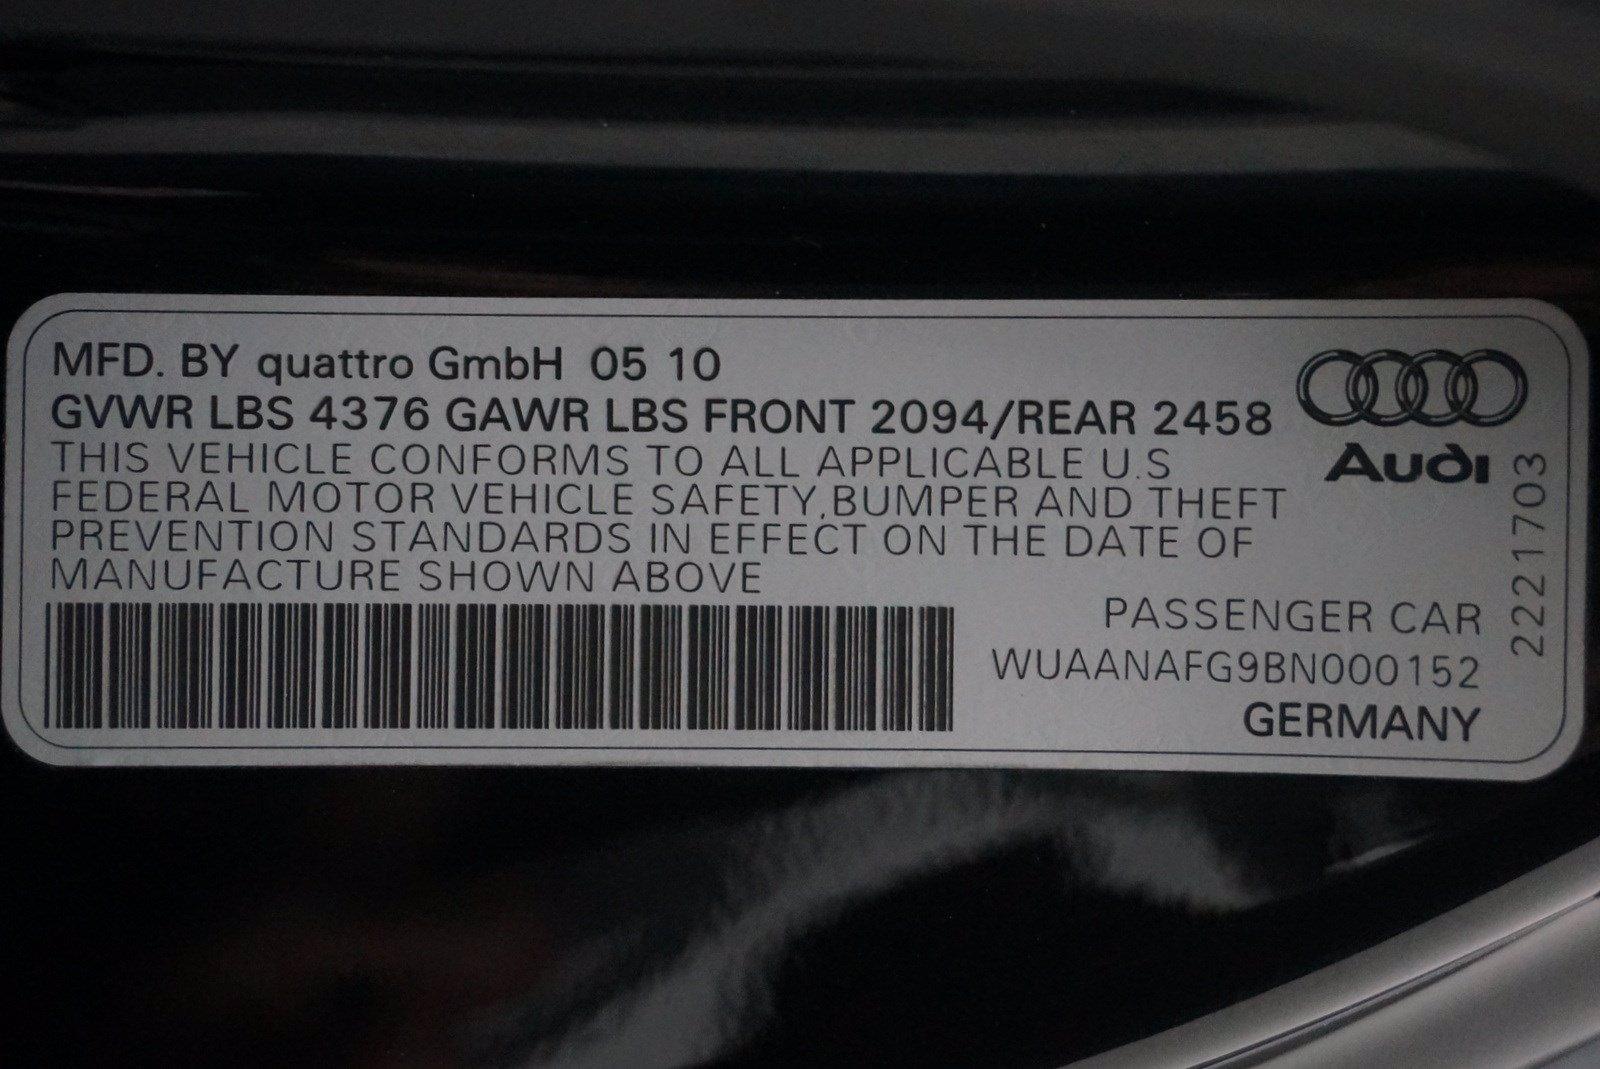 MFD. BY quattro GmbH 05 10
GVWR LBS 4376 GAWR LBS FRONT 2094/REAR 2458
THIS VEHICLE CONFORMS TO ALL APPLICABLE U.S
FEDERAL MOTOR VEHICLE SAFETY,BUMPER AND THEFT
PREVENTION STANDARDS IN EFFECT ON THE DATE OF
MANUFACTURE SHOWN ABOVE
Audi
2221703
PASSENGER CAR
WUAANAFG9BN000152
GERMANY